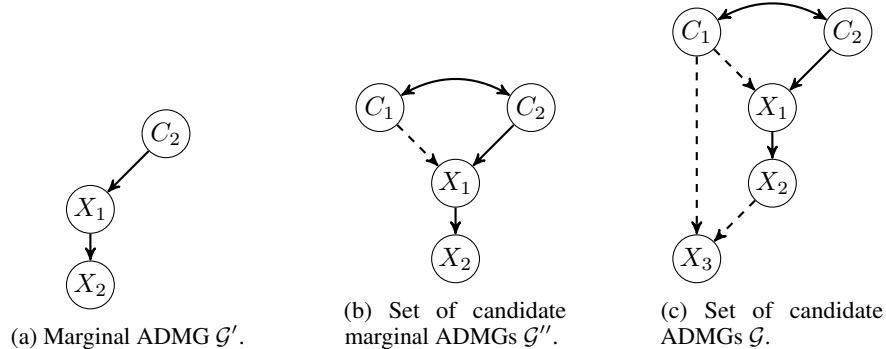 C₂
X₁
X₂
(a) Marginal ADMG 𝒢′.
C₁ C₂
X₁
X₂
(b) Set of candidate
marginal ADMGs 𝒢″.
C₁ C₂
X₁
X₂
X₃
(c) Set of candidate
ADMGs 𝒢.